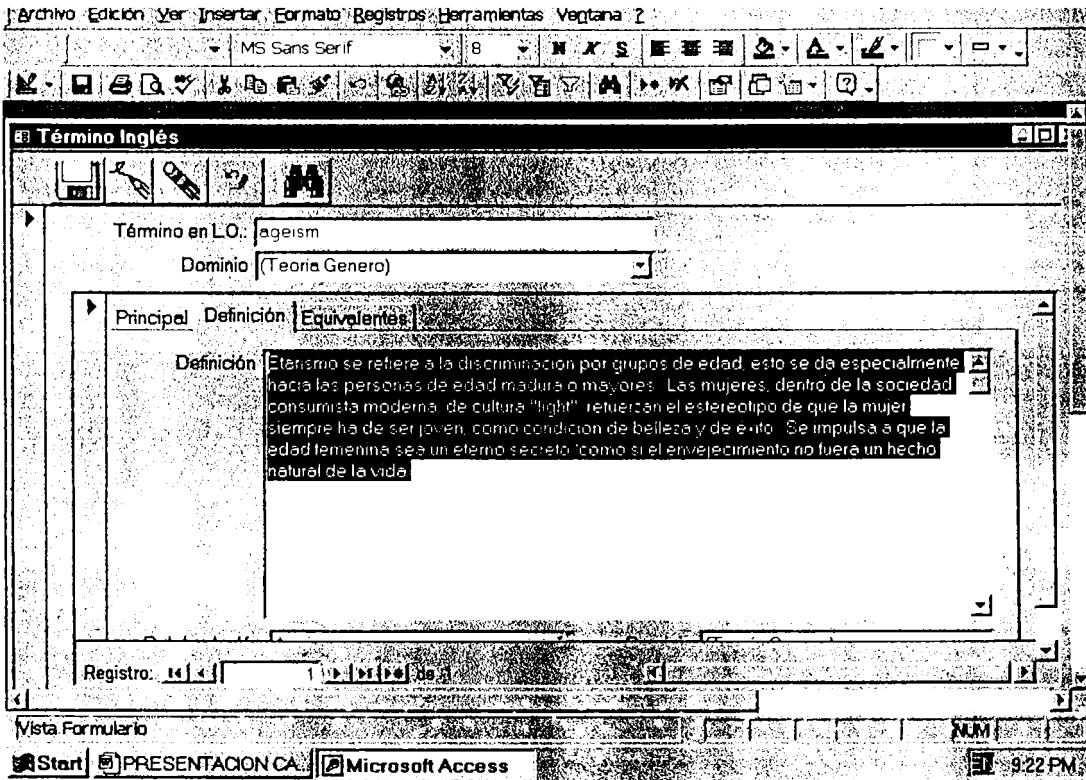 Archivo Edición Ver Insertar Formato Registros Herramientas Ventana ?
MS Sans Serif 8 N K S
Término Inglés
Término en L.O.: ageism
Dominio (Teoría Genero)
Principal Definición Equivalentes
Definición Etarismo se refiere a la discriminación por grupos de edad, esto se da especialmente
hacia las personas de edad madura o mayores. Las mujeres, dentro de la sociedad
consumista moderna, de cultura "light" refuerzan el estereotipo de que la mujer
siempre ha de ser joven, como condición de belleza y de éxito. Se impulsa a que la
edad femenina sea un eterno secreto 'como si el envejecimiento no fuera un hecho
natural de la vida
Registro: 1 de
Vista Formulario NUM
Start PRESENTACION CA... Microsoft Access 9:22 PM